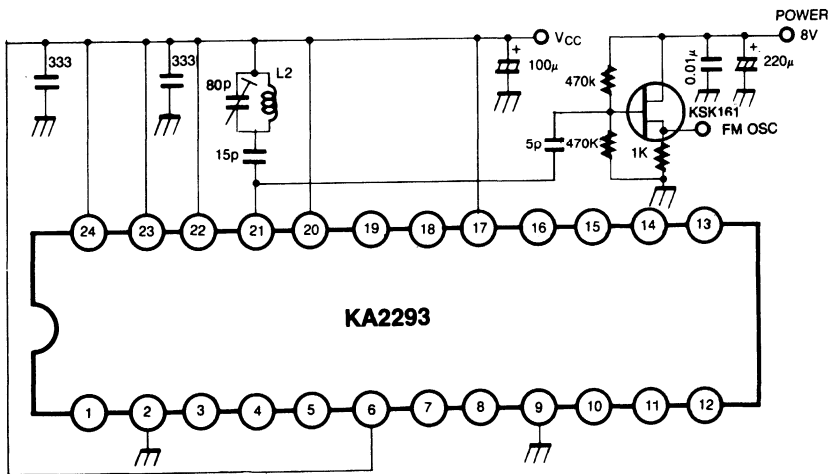 POWER
8V
VCC
333
333
L2
80p
+
100μ
470k
0.01μ
+
220μ
KSK161
FM OSC
15p
5p
470K
1K
24
23
22
21
20
19
18
17
16
15
14
13
KA2293
1
2
3
4
5
6
7
8
9
10
11
12